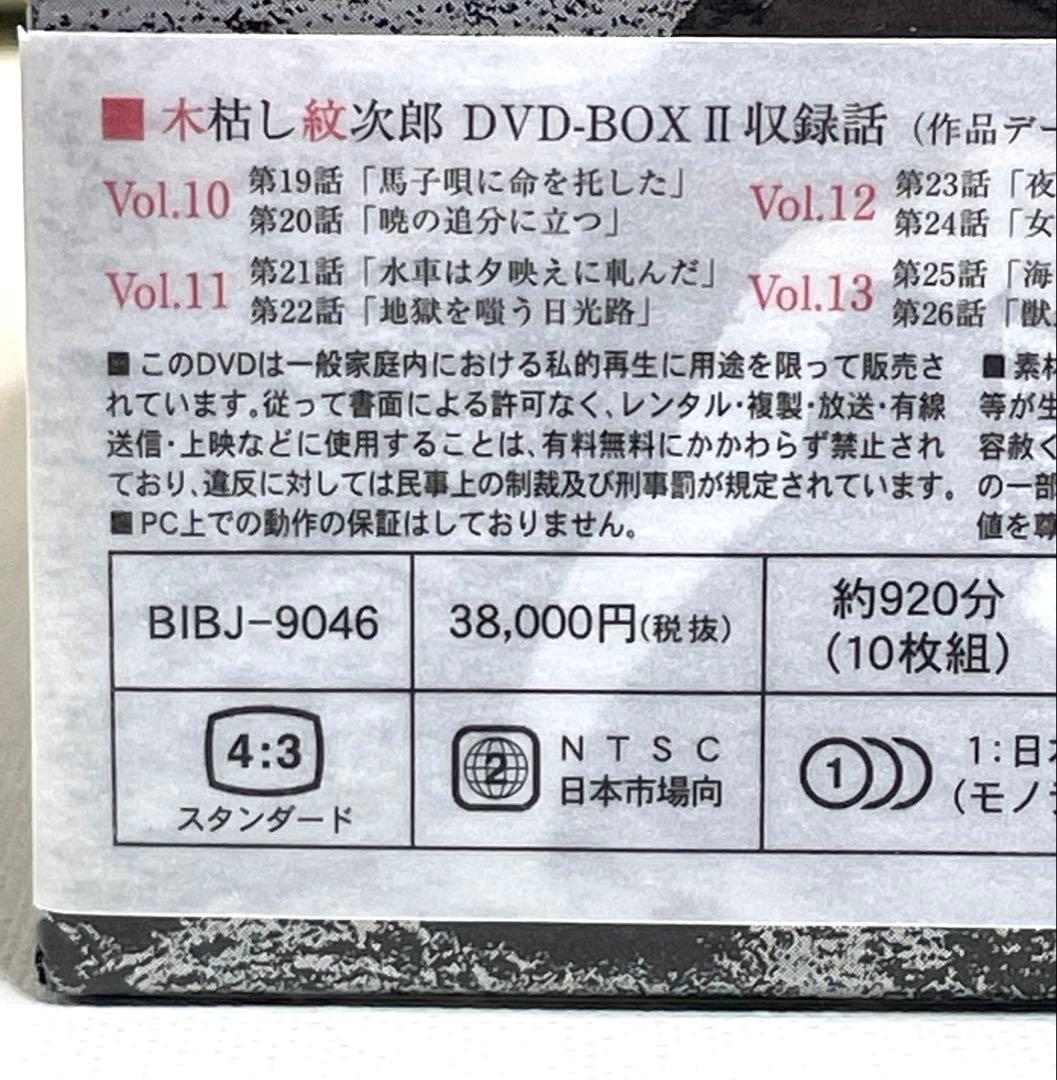 ■ 木枯し紋次郎 DVD-BOX II 収録話 (作品デー
Vol.10 第19話「馬子唄に命を托した」
第20話「暁の追分に立つ」
Vol.11 第21話「水車は夕映えに軋んだ」
第22話「地獄を嗤う日光路」
Vol.12 第23話「夜
第24話「女
Vol.13 第25話「海
第26話「獣
■ このDVDは一般家庭内における私的再生に用途を限って販売さ
れています。従って書面による許可なく、レンタル・複製・放送・有線
送信・上映などに使用することは、有料無料にかかわらず禁止され
ており、違反に対しては民事上の制裁及び刑事罰が規定されています。
■ PC上での動作の保証はしておりません。
■ 素材
等が生
容赦く
の一部
値を尊
BIBJ-9046
38,000円(税抜)
約920分
(10枚組)
4:3
スタンダード
2
NTSC
日本市場向
1
1:日本
(モノ